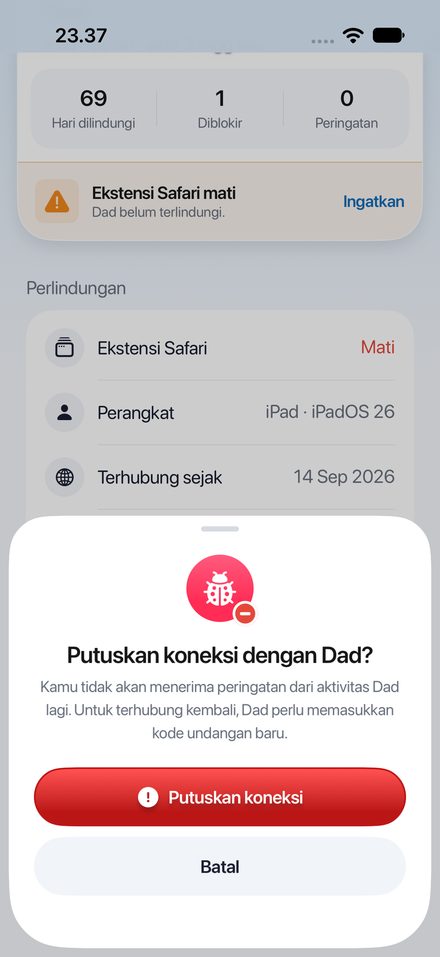 23.37
69
1
0
Hari dilindungi
Diblokir
Peringatan
Ekstensi Safari mati
Dad belum terlindungi.
Ingatkan
Perlindungan
Ekstensi Safari
Mati
Perangkat
iPad · iPadOS 26
Terhubung sejak
14 Sep 2026
Putuskan koneksi dengan Dad?
Kamu tidak akan menerima peringatan dari aktivitas Dad
lagi. Untuk terhubung kembali, Dad perlu memasukkan
kode undangan baru.
Putuskan koneksi
Batal